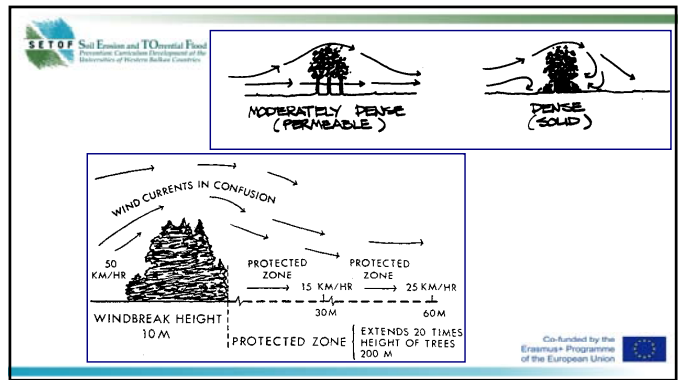 SETOF Soil Erosion and TOrrential Flood
Prevention: Curriculum Development at the
Universities of Western Balkan Countries
MODERATELY DENSE
(PERMEABLE)
DENSE
(SOLID)
WIND CURRENTS IN CONFUSION
50
KM/HR
PROTECTED
ZONE
PROTECTED
ZONE
15 KM/HR
25 KM/HR
30M
60M
WINDBREAK HEIGHT
10M
PROTECTED ZONE
EXTENDS 20 TIMES
HEIGHT OF TREES
200 M
Co-funded by the
Erasmus+ Programme
of the European Union